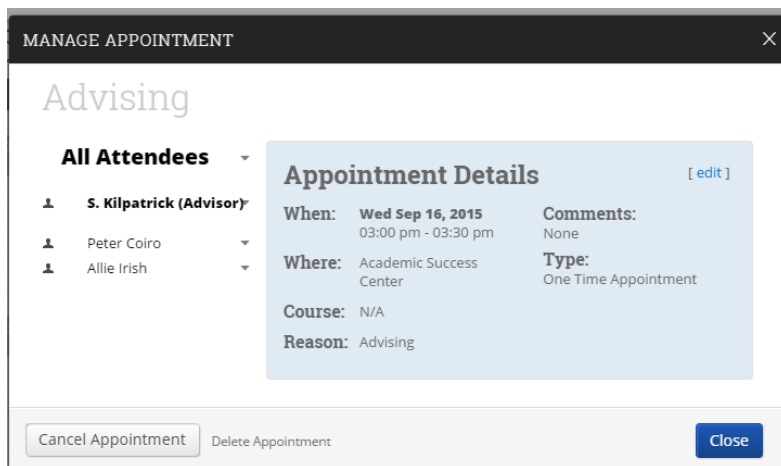 MANAGE APPOINTMENT
Advising
All Attendees
S. Kilpatrick (Advisor)
Peter Coiro
Allie Irish
Appointment Details
[ edit ]
When: Wed Sep 16, 2015
03:00 pm - 03:30 pm
Where: Academic Success
Center
Course: N/A
Reason: Advising
Comments:
None
Type:
One Time Appointment
Cancel Appointment
Delete Appointment
Close